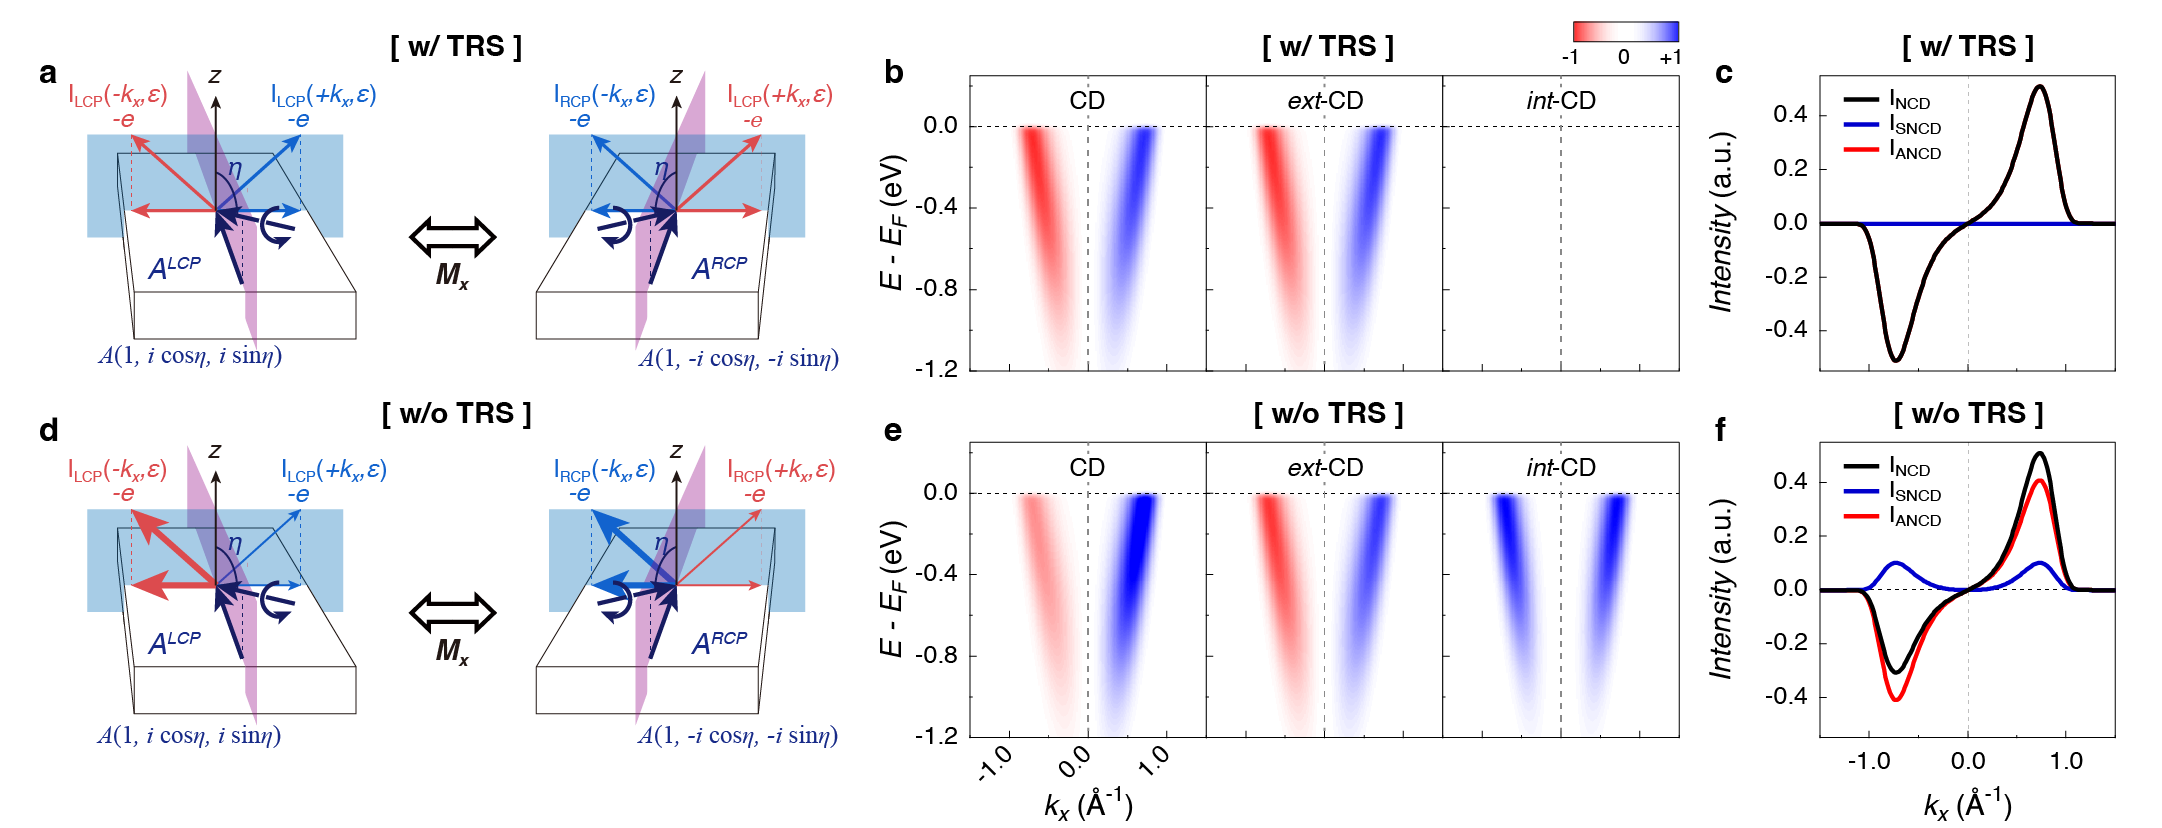 [ w/ TRS ]
a
z
I_LCP(-k_x,ε)
-e
I_LCP(+k_x,ε)
-e
η
A^LCP
A(1, i cosη, i sinη)
M_x
z
I_RCP(-k_x,ε)
-e
I_LCP(+k_x,ε)
-e
η
A^RCP
A(1, -i cosη, -i sinη)
[ w/ TRS ]
-1 0 +1
b
CD ext-CD int-CD
E - E_F (eV)
0.0
-0.4
-0.8
-1.2
[ w/ TRS ]
c
I_NCD
I_SNCD
I_ANCD
Intensity (a.u.)
0.4
0.2
0.0
-0.2
-0.4
[ w/o TRS ]
d
z
I_LCP(-k_x,ε)
-e
I_LCP(+k_x,ε)
-e
η
A^LCP
A(1, i cosη, i sinη)
M_x
z
I_RCP(-k_x,ε)
-e
I_RCP(+k_x,ε)
-e
η
A^RCP
A(1, -i cosη, -i sinη)
[ w/o TRS ]
e
CD ext-CD int-CD
E - E_F (eV)
0.0
-0.4
-0.8
-1.2
-1.0 0.0 1.0
k_x (Å^-1)
[ w/o TRS ]
f
I_NCD
I_SNCD
I_ANCD
Intensity (a.u.)
0.4
0.2
0.0
-0.2
-0.4
-1.0 0.0 1.0
k_x (Å^-1)